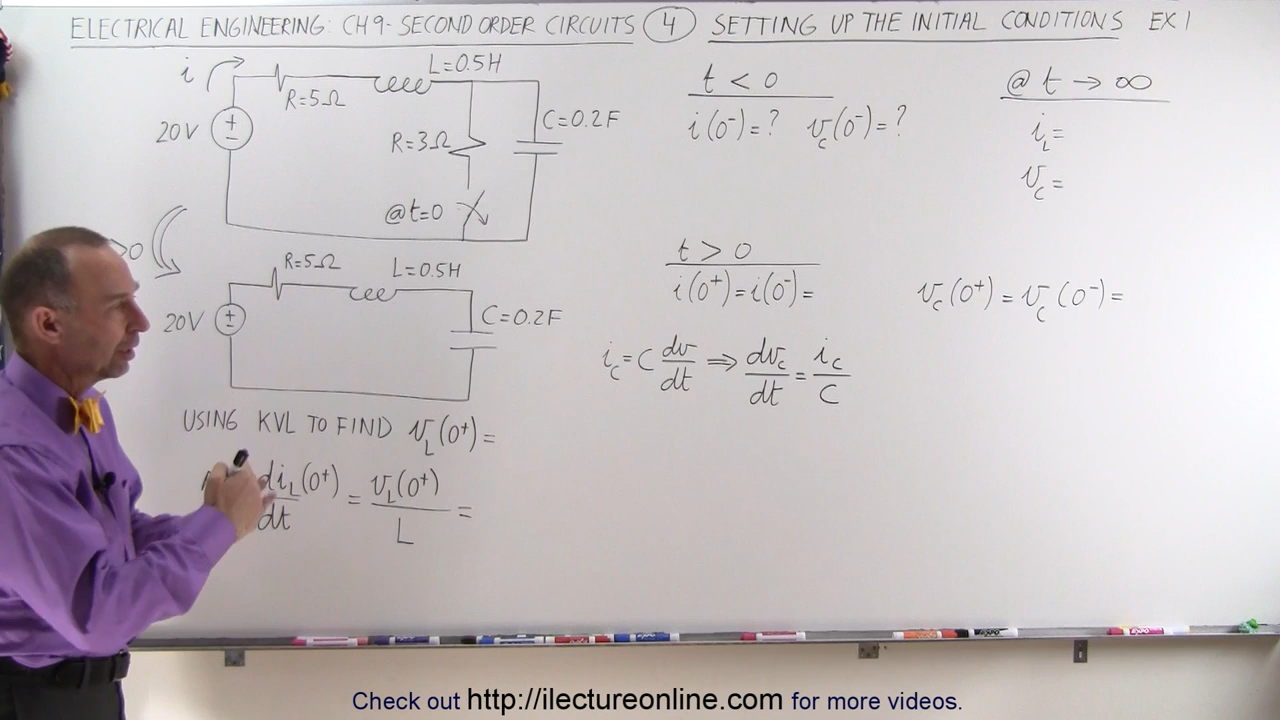 ELECTRICAL ENGINEERING: CH 9- SECOND ORDER CIRCUITS 4 SETTING UP THE INITIAL CONDITIONS EX 1
i
R=5Ω
L=0.5H
20V
+
−
R=3Ω
C=0.2F
@t=0
t < 0
i(0⁻)=? v_C(0⁻)=?
@ t → ∞
i_L=
v_C=
>0
R=5Ω
L=0.5H
20V
+
−
C=0.2F
t > 0
i(0⁺)=i(0⁻)=
v_C(0⁺)=v_C(0⁻)=
i_C=C dv/dt ⇒ dv_C/dt = i_C/C
USING KVL TO FIND v_L(0⁺)=
di_L(0⁺)/dt = v_L(0⁺)/L =
EXPO
Check out http://ilectureonline.com for more videos.